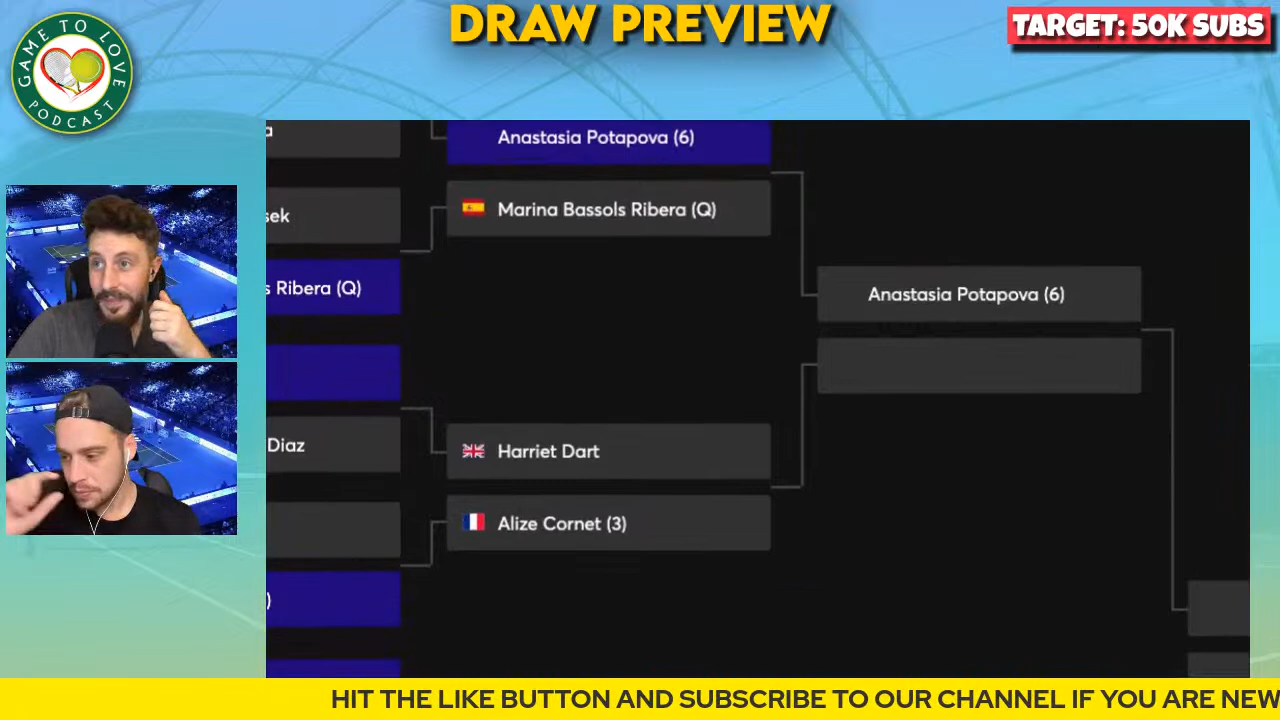 GAME TO LOVE
PODCAST
DRAW PREVIEW
TARGET: 50K SUBS
a
Anastasia Potapova (6)
sek
Marina Bassols Ribera (Q)
s Ribera (Q)
Anastasia Potapova (6)
Diaz
Harriet Dart
Alize Cornet (3)
)
HIT THE LIKE BUTTON AND SUBSCRIBE TO OUR CHANNEL IF YOU ARE NEW